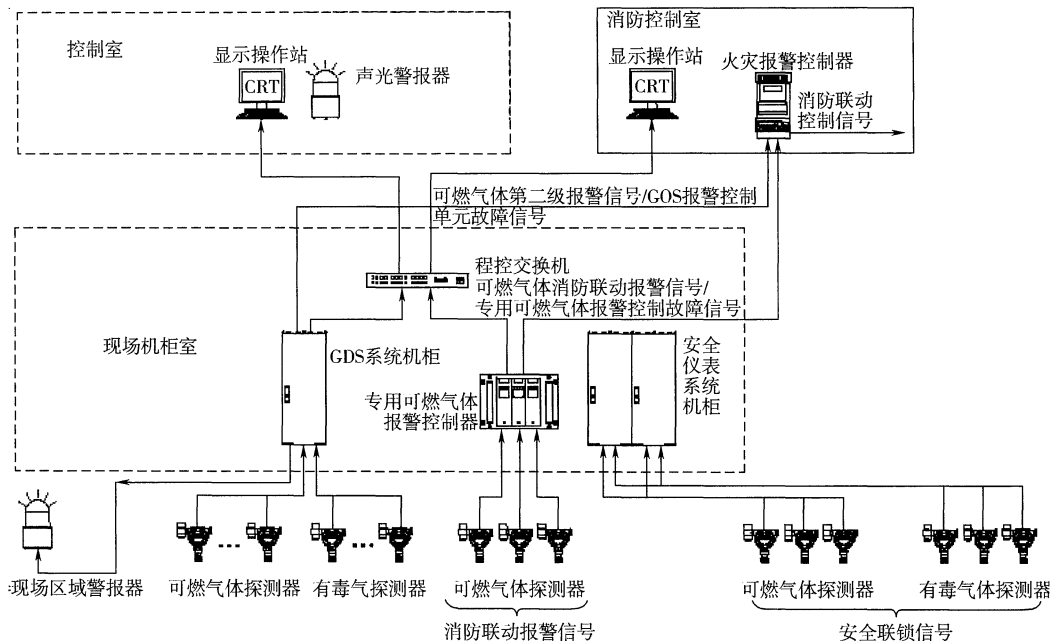 控制室
显示操作站
CRT
声光警报器
消防控制室
显示操作站
CRT
火灾报警控制器
消防联动
控制信号
可燃气体第二级报警信号/GOS报警控制
单元故障信号
程控交换机
可燃气体消防联动报警信号/
专用可燃气体报警控制故障信号
现场机柜室
GDS系统机柜
专用可燃气体
报警控制器
安全
仪表
系统
机柜
现场区域警报器
可燃气体探测器
有毒气探测器
可燃气体探测器
可燃气体探测器
有毒气体探测器
消防联动报警信号
安全联锁信号